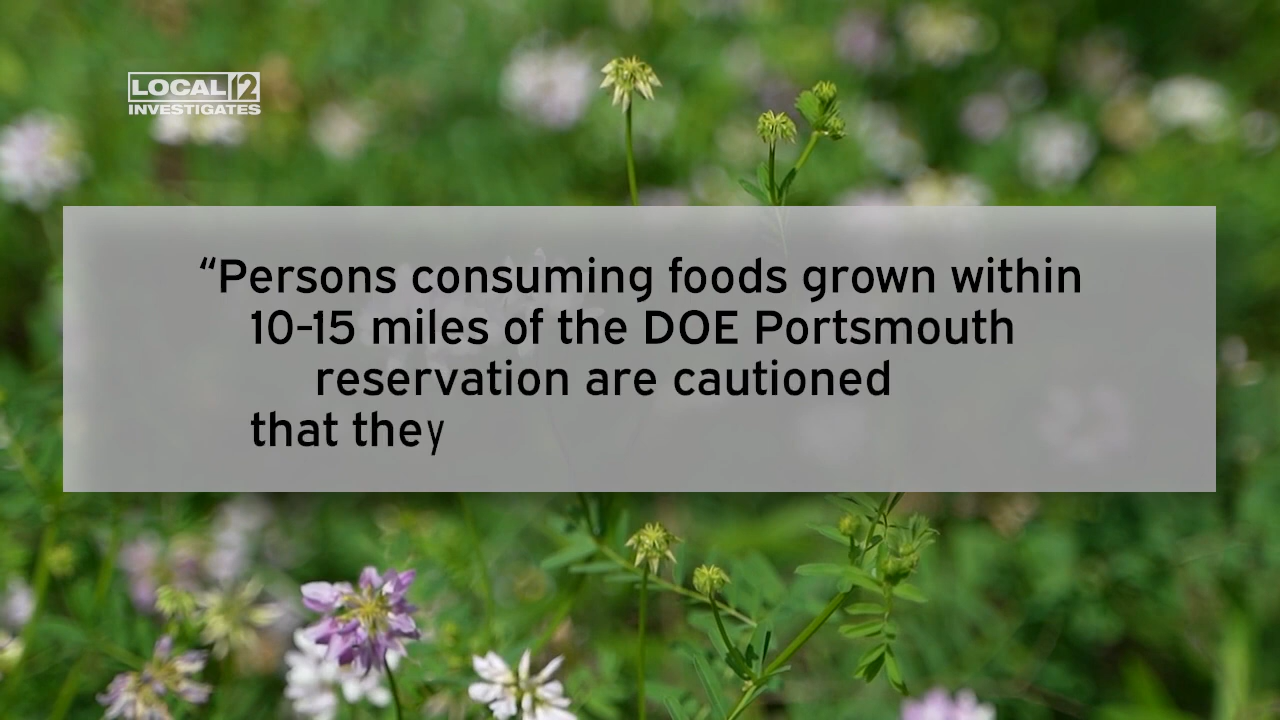 LOCAL 12
INVESTIGATES
“Persons consuming foods grown within
10-15 miles of the DOE Portsmouth
reservation are cautioned
that they